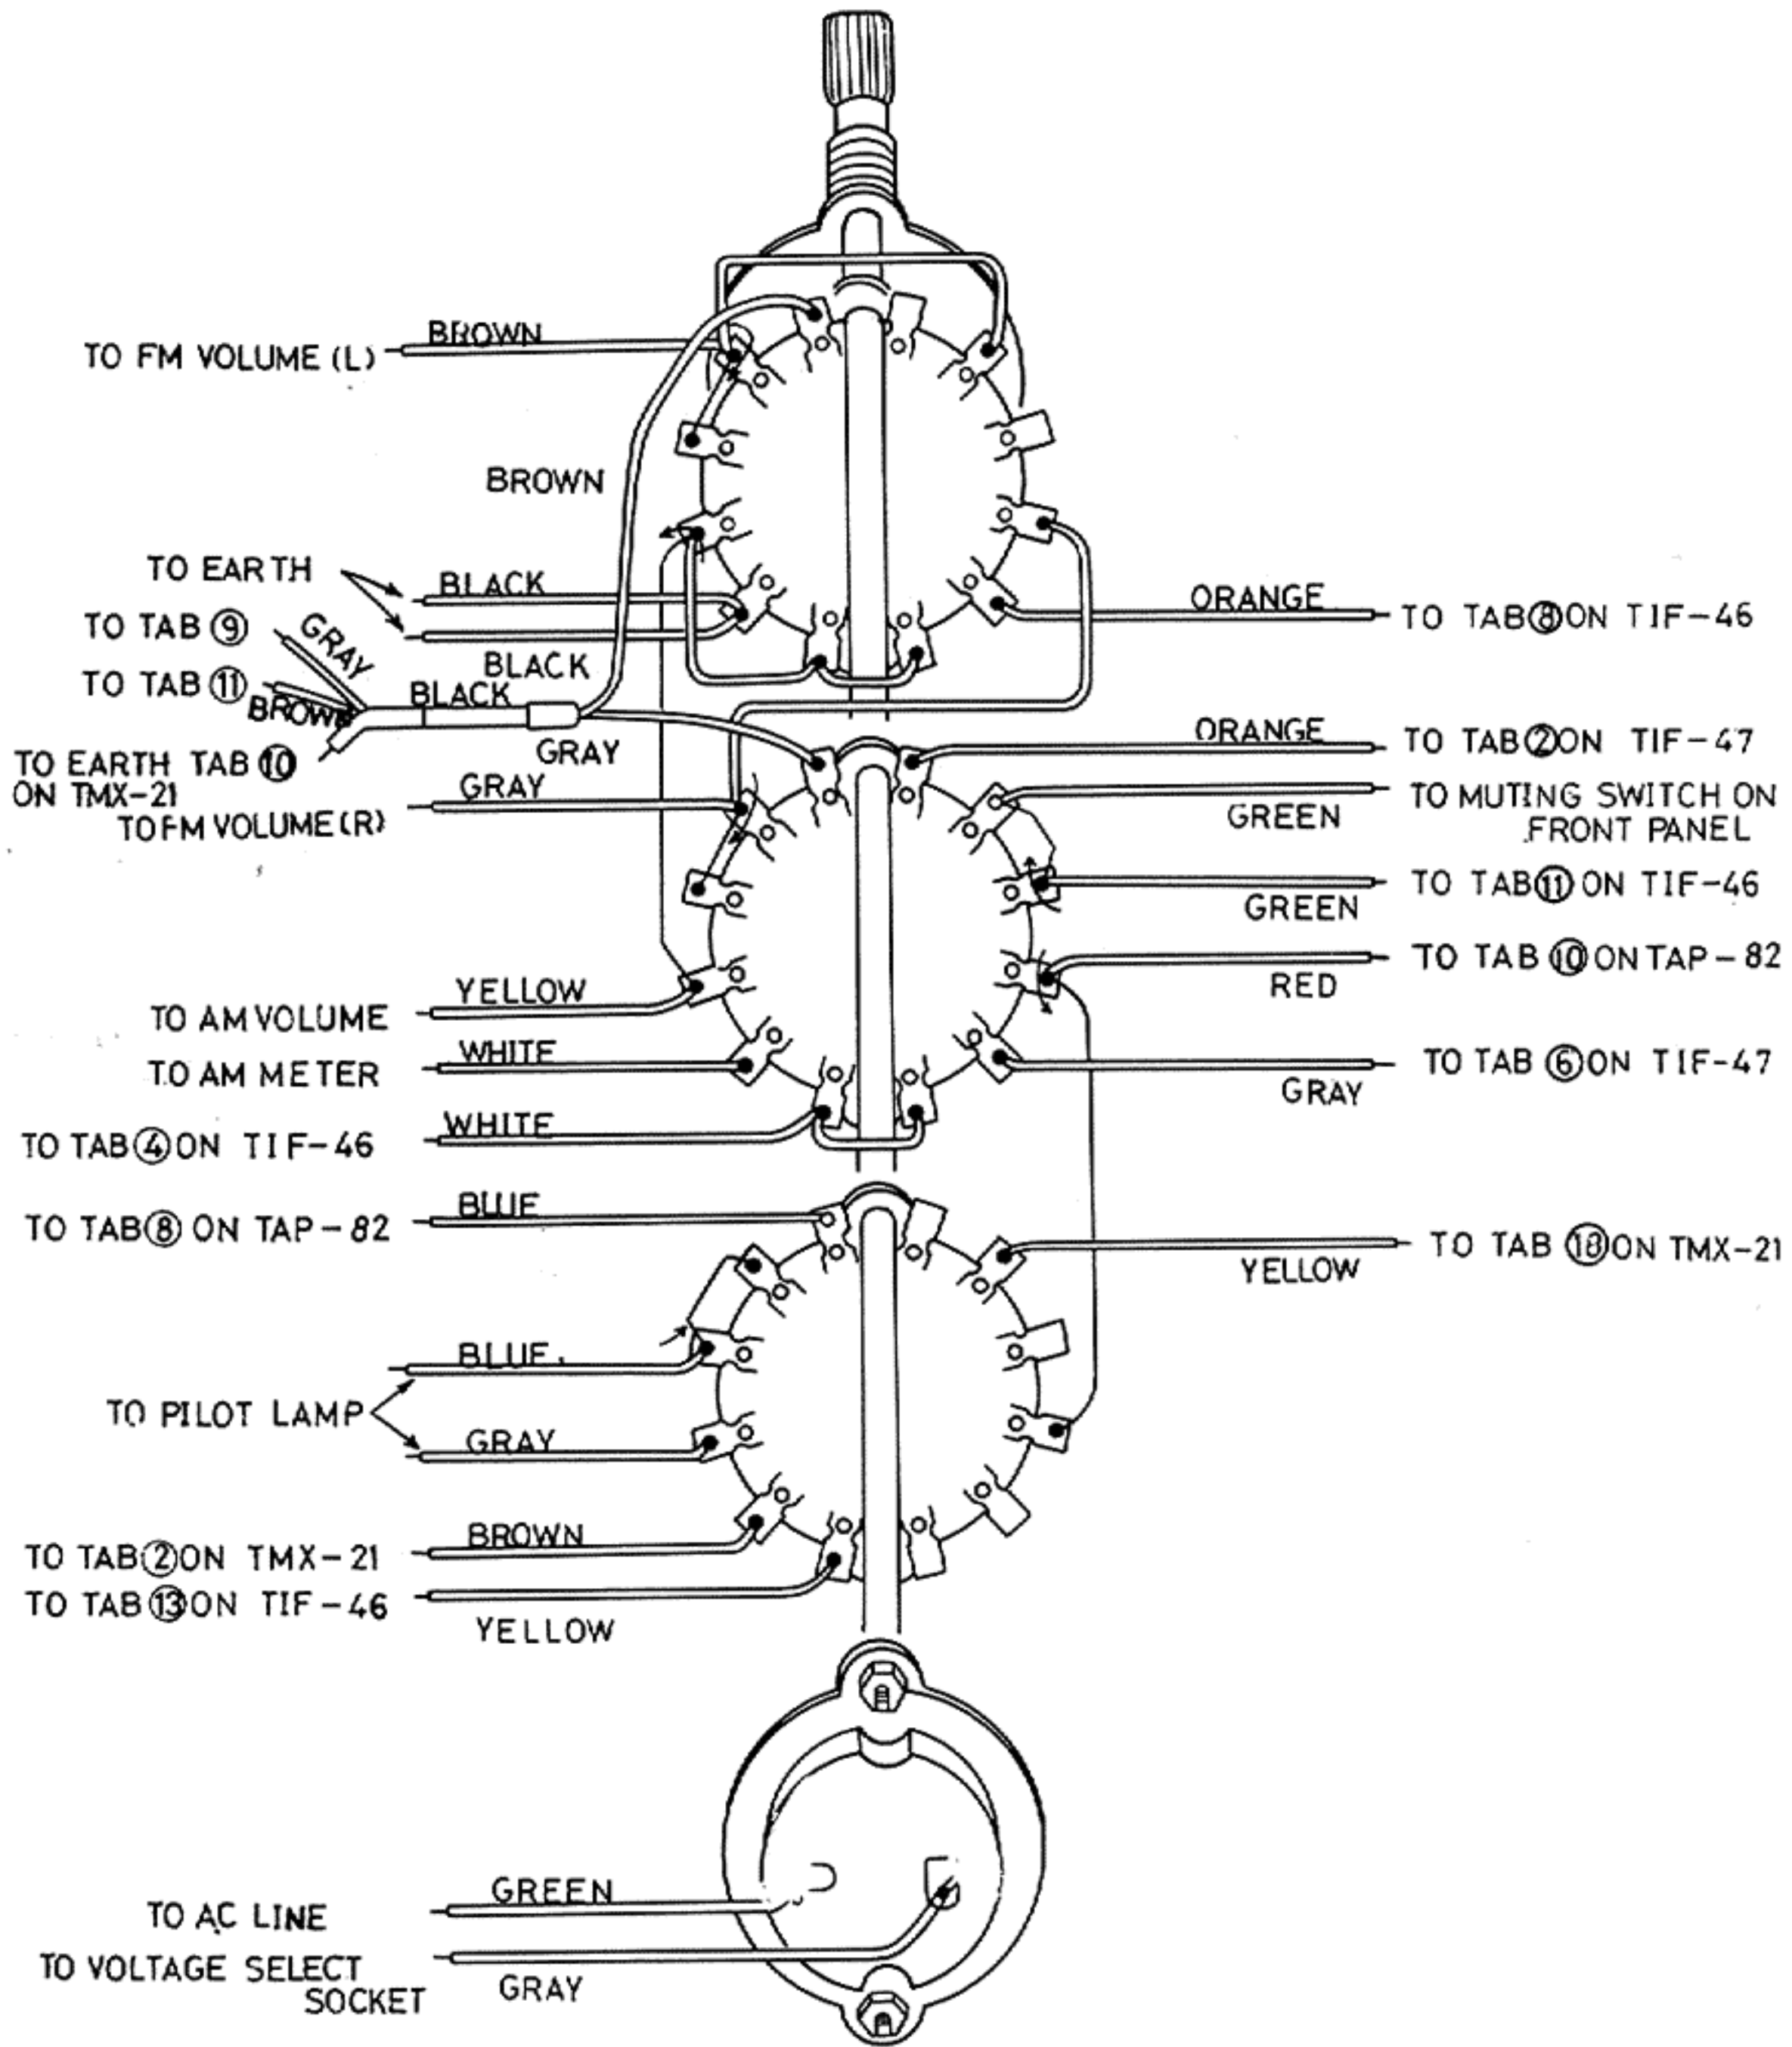 BROWN
TO FM VOLUME (L)
BROWN
TO EARTH
BLACK
ORANGE
TO TAB ⑧ ON TIF-46
TO TAB ⑨
GRAY
BLACK
TO TAB ⑪
BLACK
BROWN
GRAY
ORANGE
TO TAB ② ON TIF-47
TO EARTH TAB ⑩
ON TMX-21
GRAY
TO MUTING SWITCH ON
FRONT PANEL
GREEN
TO FM VOLUME (R)
TO TAB ⑪ ON TIF-46
GREEN
TO TAB ⑩ ON TAP-82
RED
YELLOW
TO AM VOLUME
WHITE
TO AM METER
TO TAB ⑥ ON TIF-47
GRAY
WHITE
TO TAB ④ ON TIF-46
BLUE
TO TAB ⑧ ON TAP-82
TO TAB ⑱ ON TMX-21
YELLOW
BLUE
TO PILOT LAMP
GRAY
BROWN
TO TAB ② ON TMX-21
TO TAB ⑬ ON TIF-46
YELLOW
GREEN
TO AC LINE
TO VOLTAGE SELECT
SOCKET
GRAY